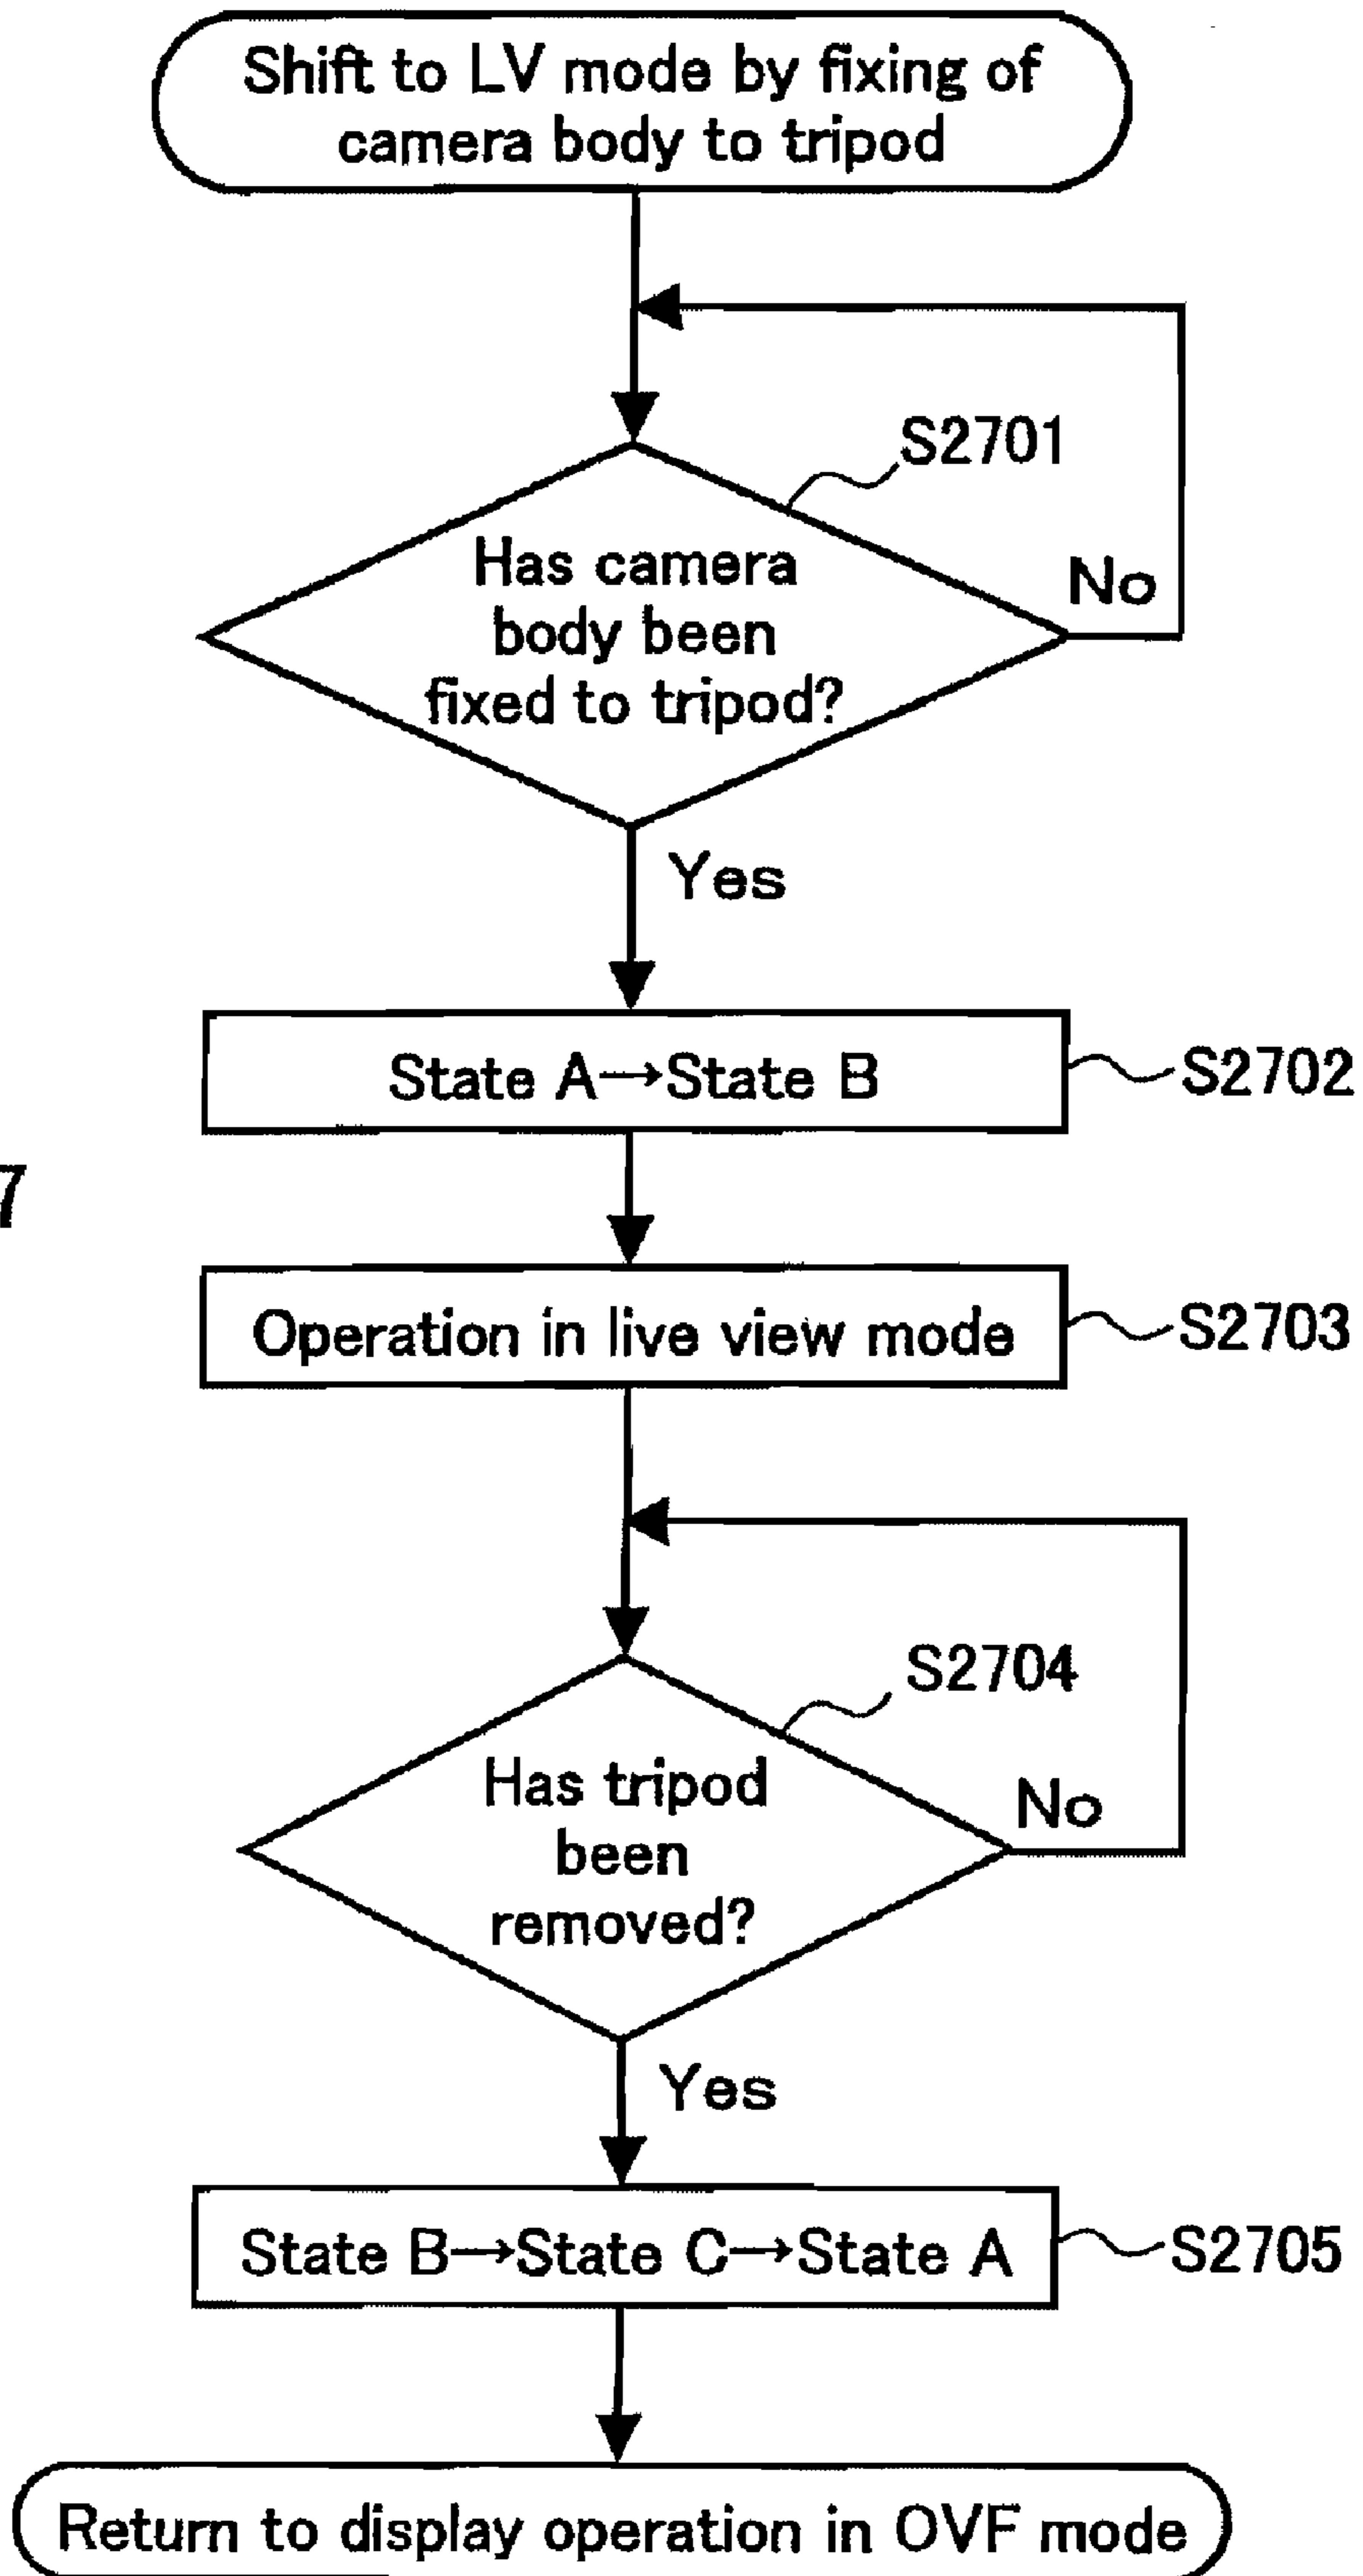 Shift to LV mode by fixing of
camera body to tripod
S2701
Has camera
body been
fixed to tripod?
No
Yes
State A→State B
S2702
7
Operation in live view mode
S2703
S2704
Has tripod
been
removed?
No
Yes
State B→State C→State A
S2705
Return to display operation in OVF mode